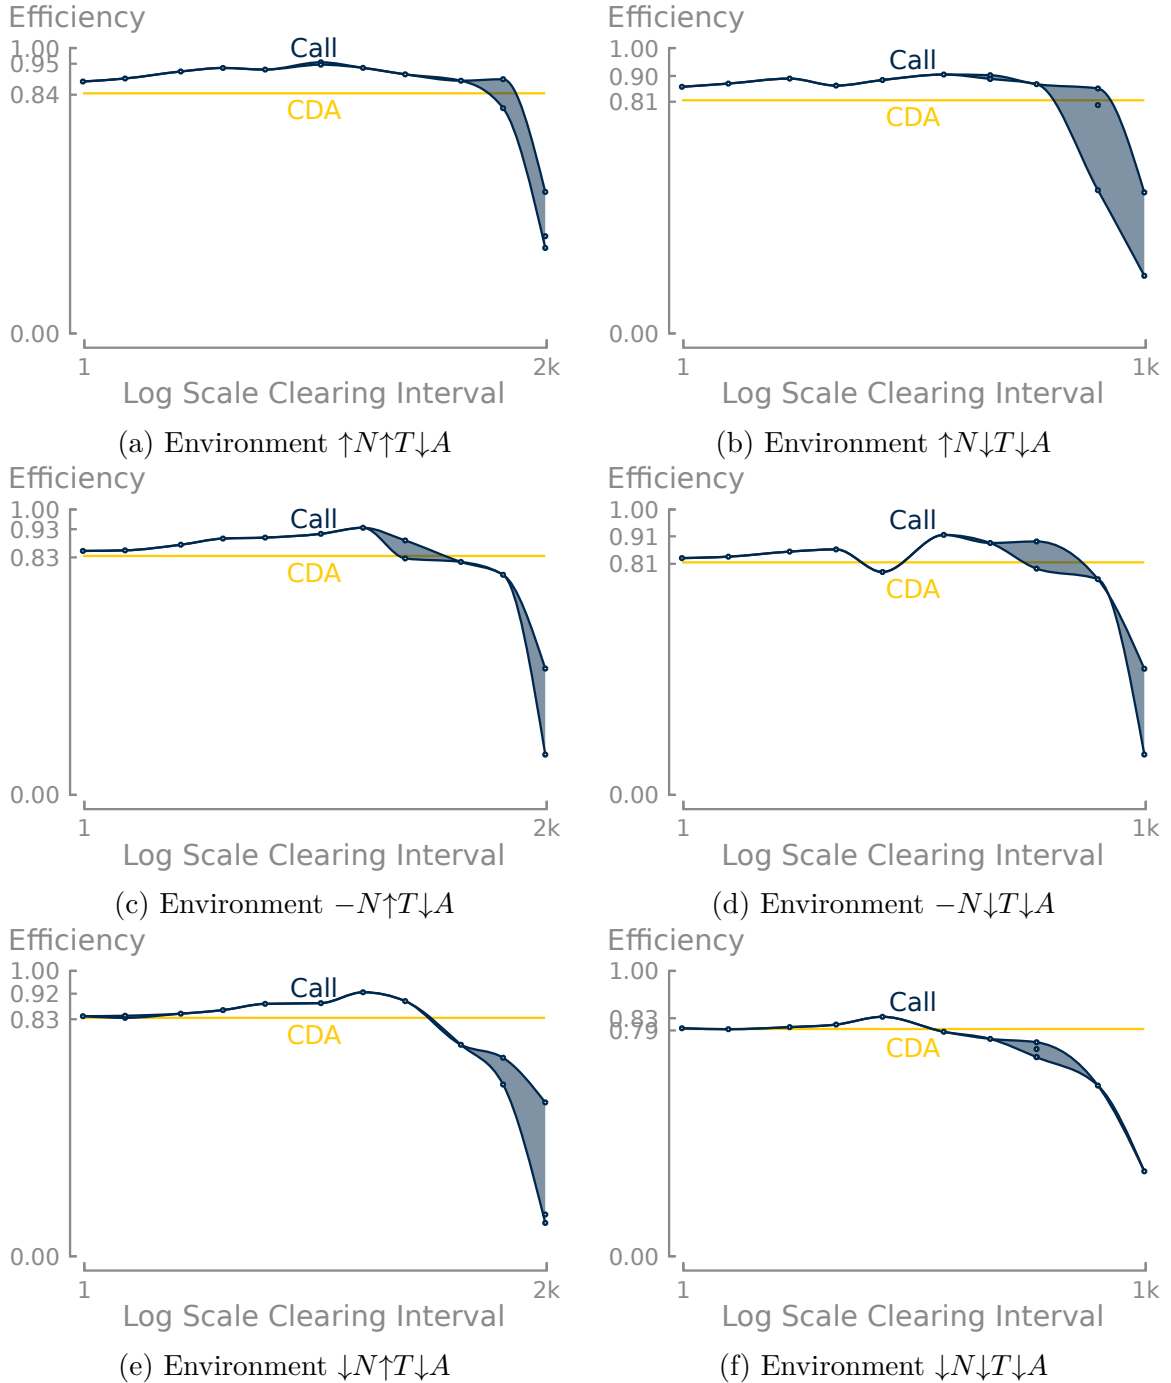 Efficiency
1.00
0.95
0.84
0.00
Call
CDA
1 2k
Log Scale Clearing Interval
(a) Environment ↑N↑T↓A
Efficiency
1.00
0.90
0.81
0.00
Call
CDA
1 1k
Log Scale Clearing Interval
(b) Environment ↑N↓T↓A
Efficiency
1.00
0.93
0.83
0.00
Call
CDA
1 2k
Log Scale Clearing Interval
(c) Environment −N↑T↓A
Efficiency
1.00
0.91
0.81
0.00
Call
CDA
1 1k
Log Scale Clearing Interval
(d) Environment −N↓T↓A
Efficiency
1.00
0.92
0.83
0.00
Call
CDA
1 2k
Log Scale Clearing Interval
(e) Environment ↓N↑T↓A
Efficiency
1.00
0.83
0.79
0.00
Call
CDA
1 1k
Log Scale Clearing Interval
(f) Environment ↓N↓T↓A